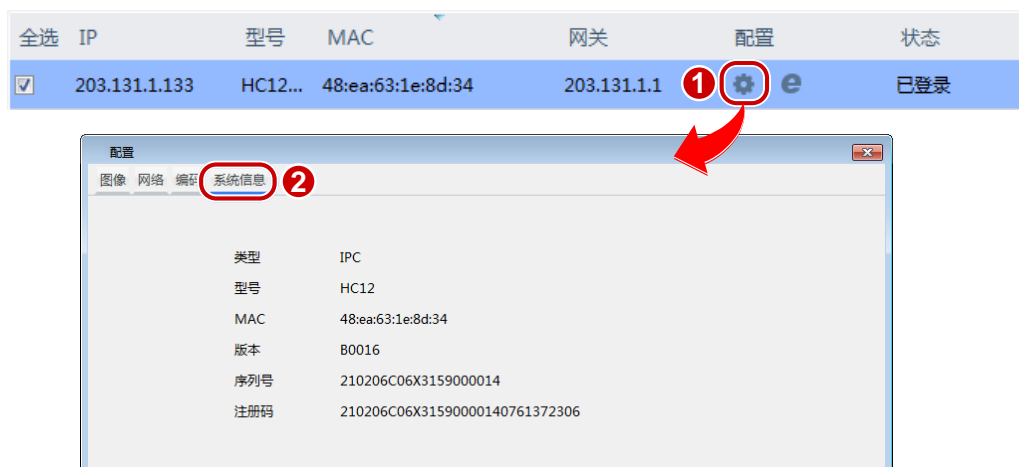 全选 IP 型号 MAC 网关 配置 状态
203.131.1.133 HC12... 48:ea:63:1e:8d:34 203.131.1.1 1 e 已登录
配置
图像 网络 编码 系统信息 2
类型 IPC
型号 HC12
MAC 48:ea:63:1e:8d:34
版本 B0016
序列号 210206C06X3159000014
注册码 210206C06X31590000140761372306